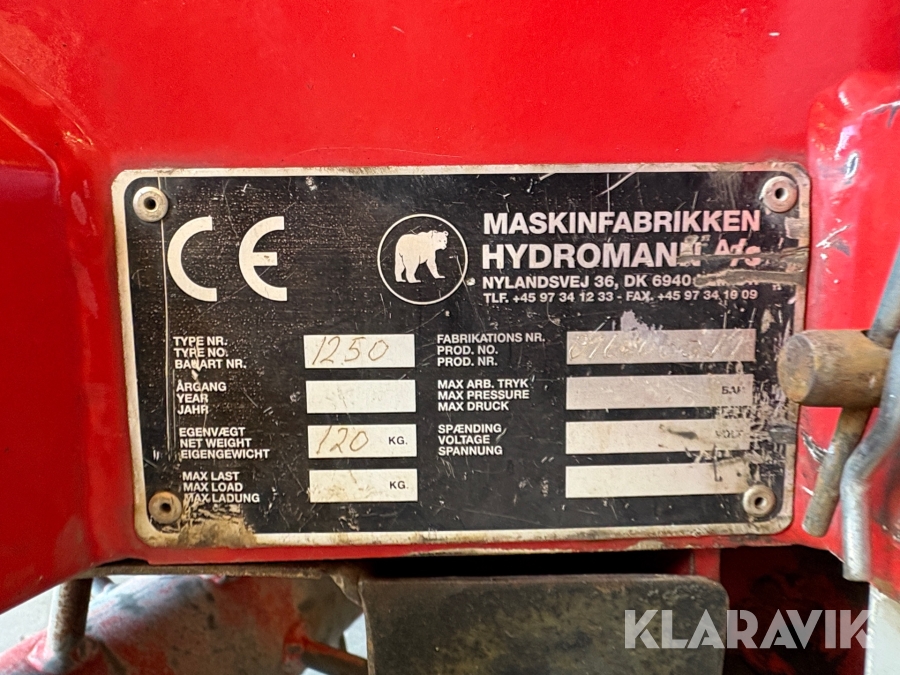 CE
MASKINFABRIKKEN
HYDROMANN A/S
NYLANDSVEJ 36, DK 6940
TLF. +45 97 34 12 33 - FAX. +45 97 34 19 09
TYPE NR.
TYPE NO.
BAUART NR.
1250
FABRIKATIONS NR.
PROD. NO.
PROD. NR.
ÅRGANG
YEAR
JAHR
MAX ARB. TRYK
MAX PRESSURE
MAX DRUCK
BAR
EGENVÆGT
NET WEIGHT
EIGENGEWICHT
120 KG.
SPÆNDING
VOLTAGE
SPANNUNG
VOLT
MAX LAST
MAX LOAD
MAX LADUNG
KG.
KLARAVIK